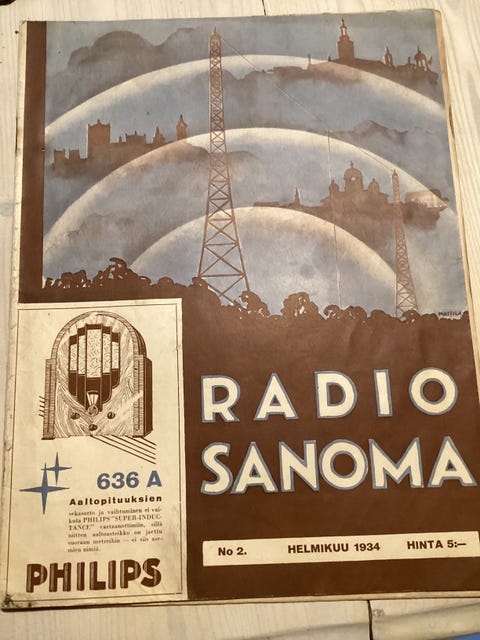 MATTILA
RADIO
SANOMA
No 2. HELMIKUU 1934 HINTA 5:—
636 A
Aaltopituuksien
sekasorto ja vaihtuminen ei vai-
kuta PHILIPS "SUPER-INDUC-
TANCE" vastaanottimiin, sillä
niitten aaltoasteikko on jaettu
suoraan metreihin — ei siis ase-
mien nimiä.
PHILIPS